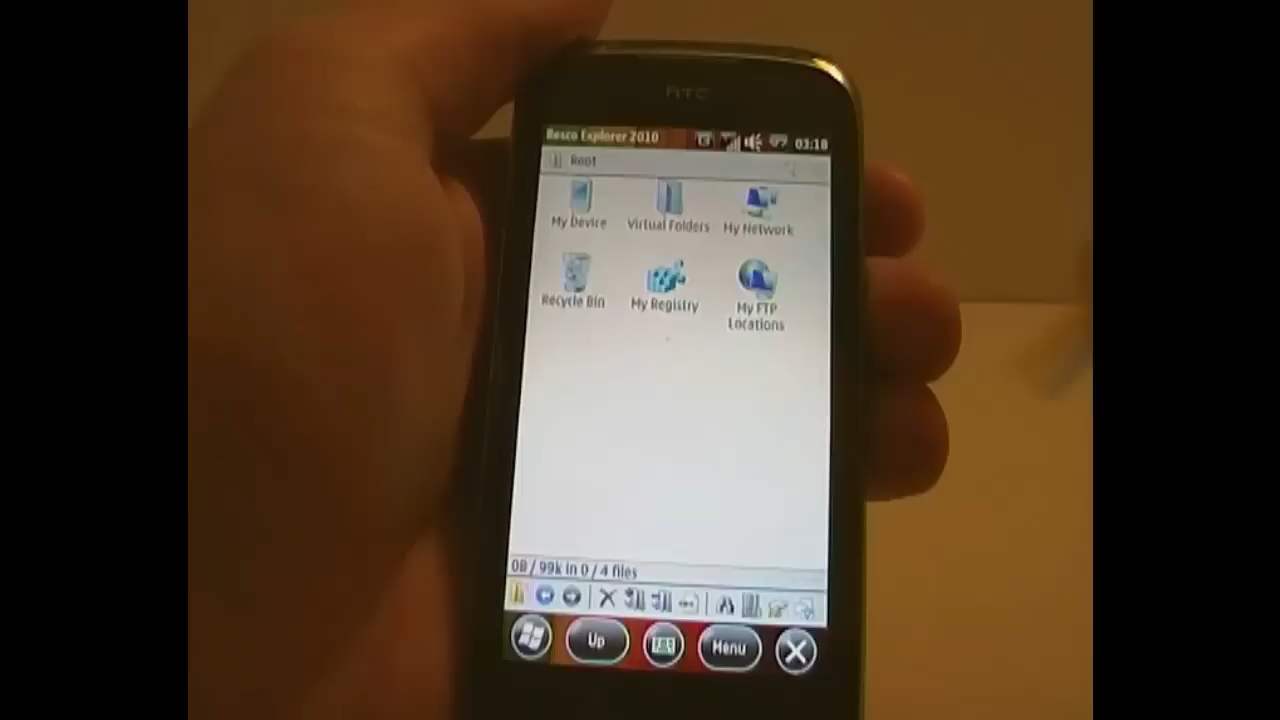 hTC
Resco Explorer 2010
03:18
Root
My Device
Virtual Folders
My Network
Recycle Bin
My Registry
My FTP
Locations
0B / 99k in 0 / 4 files
Up
Menu